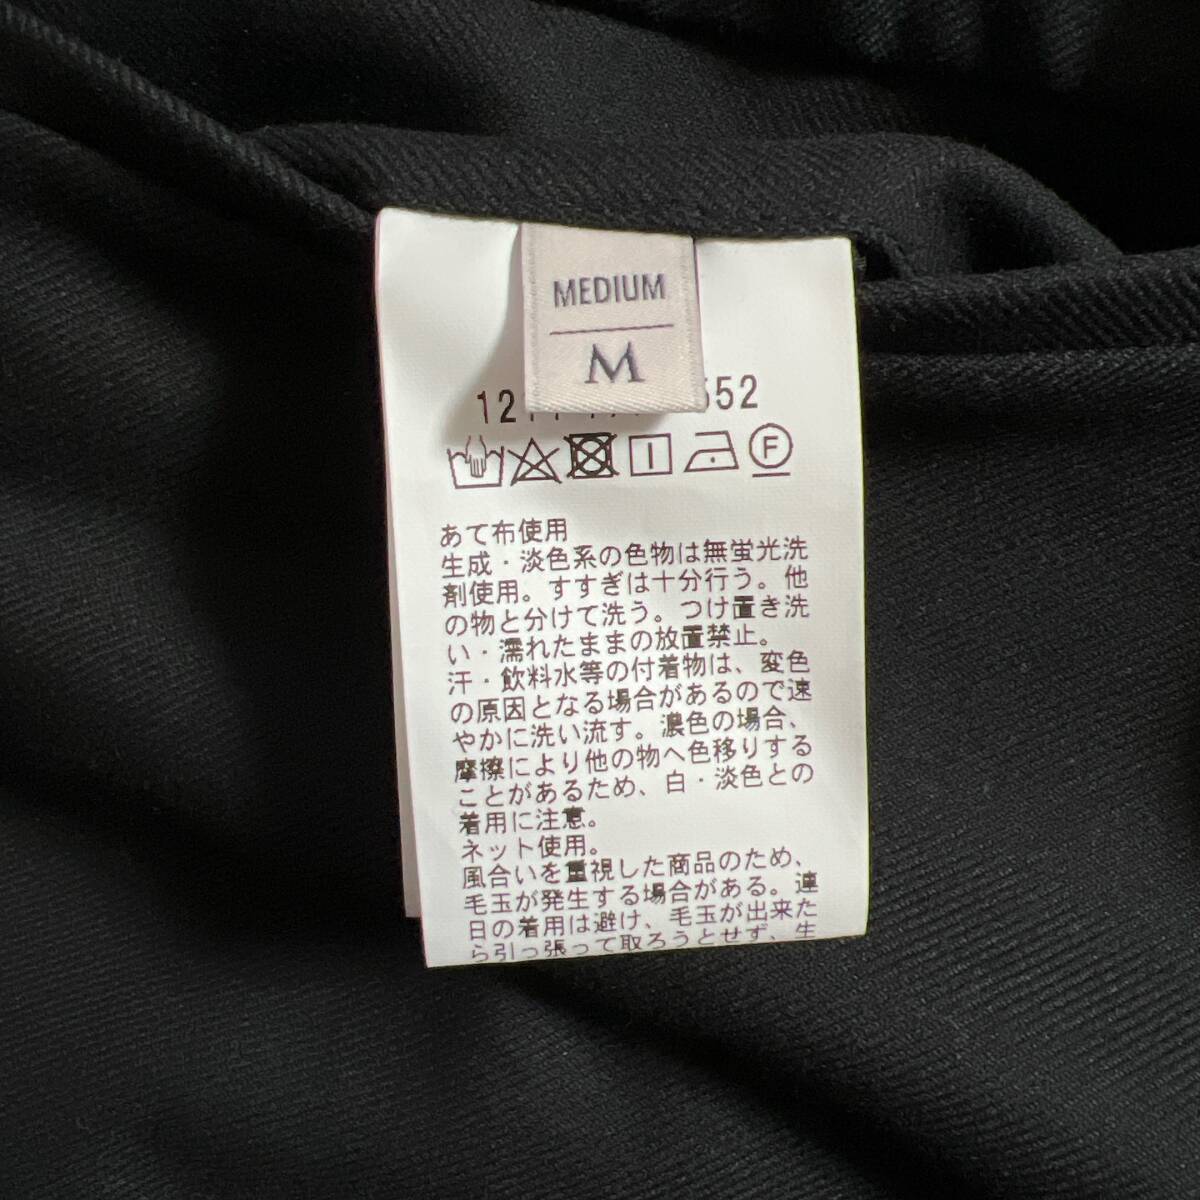 MEDIUM
M
552
F
あて布使用
生成・淡色系の色物は無蛍光洗
剤使用。すすぎは十分行う。他
の物と分けて洗う。つけ置き洗
い・濡れたままの放置禁止。
汗・飲料水等の付着物は、変色
の原因となる場合があるので速
やかに洗い流す。濃色の場合、
摩擦により他の物へ色移りする
ことがあるため、白・淡色との
着用に注意。
ネット使用。
風合いを重視した商品のため、
毛玉が発生する場合がある。連
日の着用は避け、毛玉が出来た
ら引っ張って取ろうとせず、生